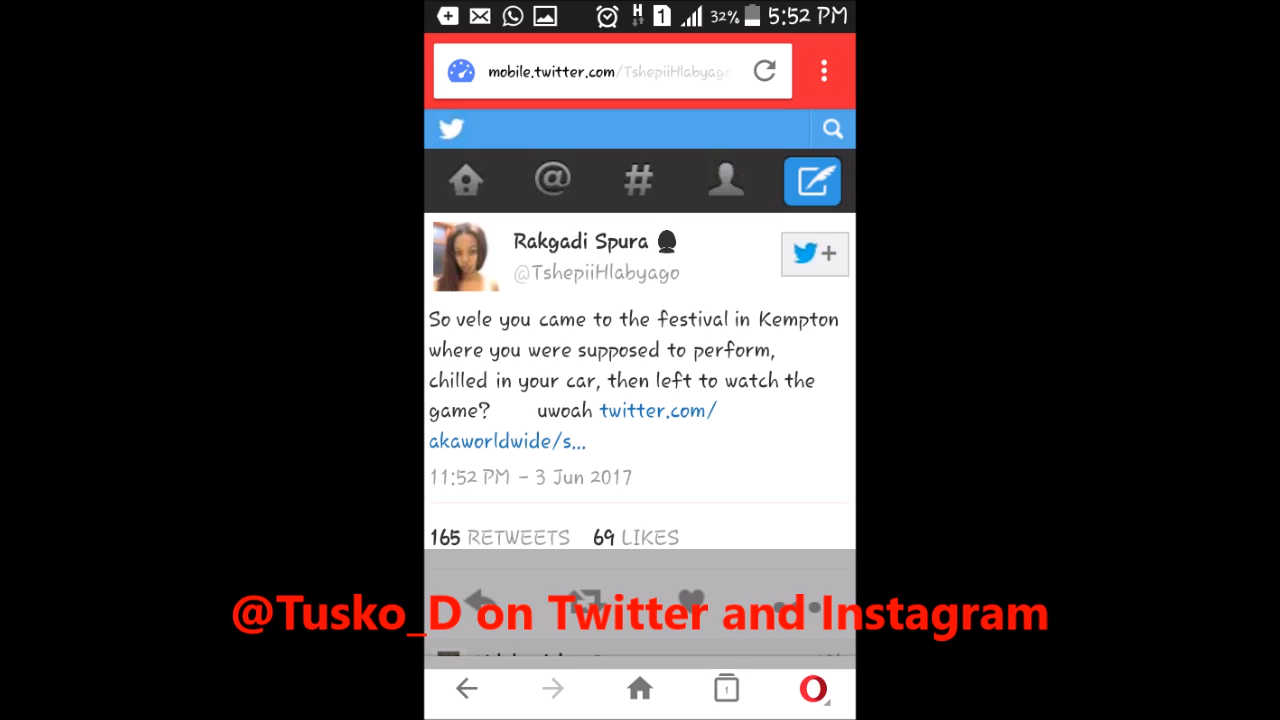 1 32% 5:52 PM
mobile.twitter.com/TshepiiHlabyago
Rakgadi Spura
@TshepiiHlabyago
So vele you came to the festival in Kempton
where you were supposed to perform,
chilled in your car, then left to watch the
game? uwoah twitter.com/
akaworldwide/s...
11:52 PM - 3 Jun 2017
165 RETWEETS 69 LIKES
@Tusko_D on Twitter and Instagram
1